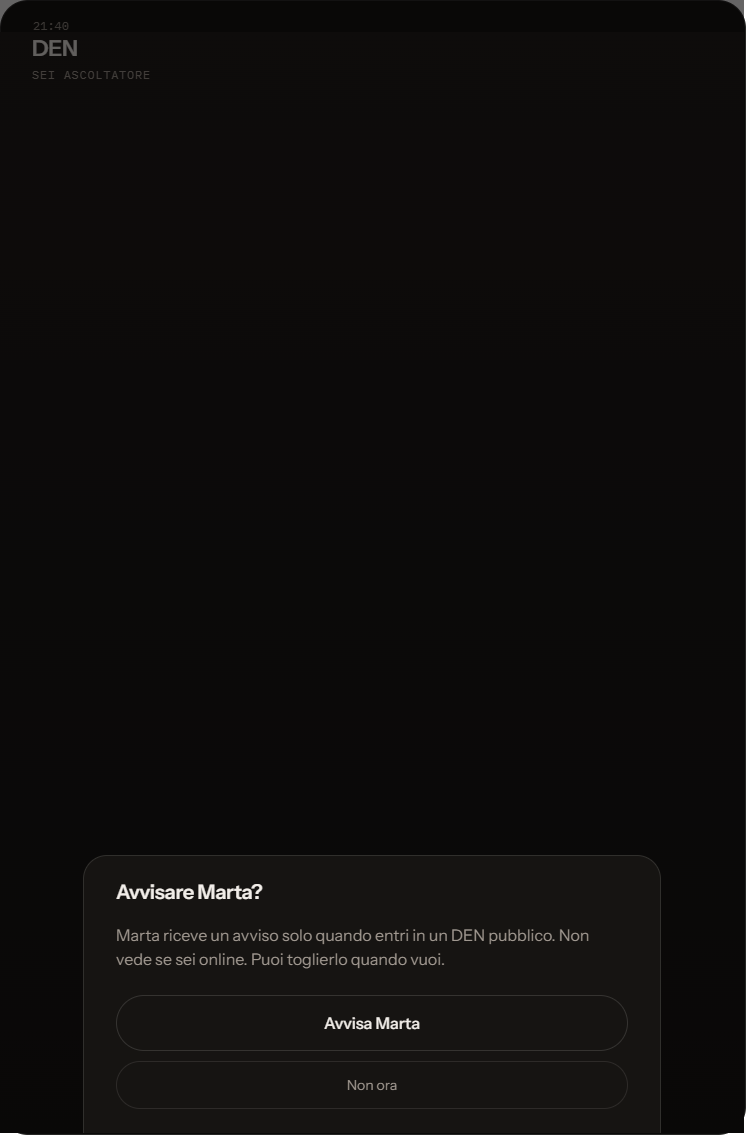 21:40
DEN
SEI ASCOLTATORE
Avvisare Marta?
Marta riceve un avviso solo quando entri in un DEN pubblico. Non
vede se sei online. Puoi toglierlo quando vuoi.
Avvisa Marta
Non ora